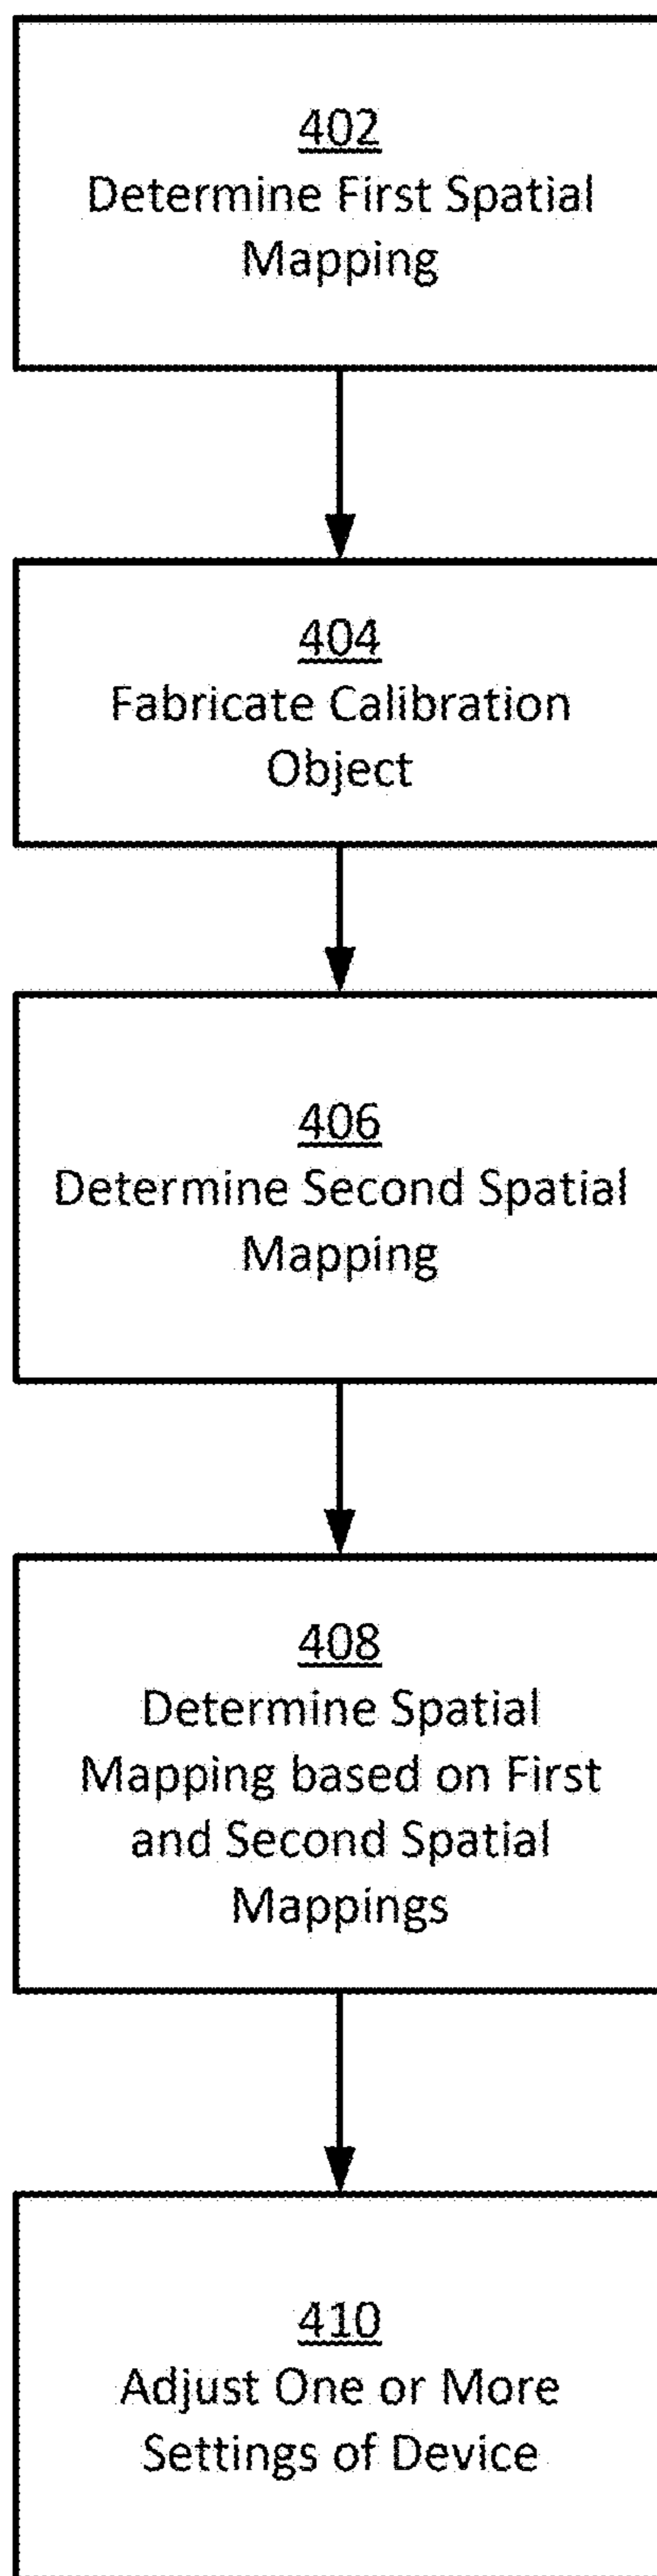 402
Determine First Spatial
Mapping
404
Fabricate Calibration
Object
406
Determine Second Spatial
Mapping
408
Determine Spatial
Mapping based on First
and Second Spatial
Mappings
410
Adjust One or More
Settings of Device